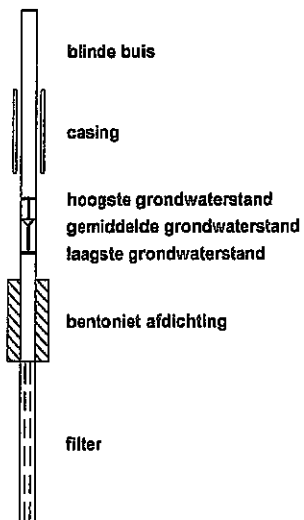 blinde buis
casing
hoogste grondwaterstand
gemiddelde grondwaterstand
laagste grondwaterstand
bentoniet afdichting
filter